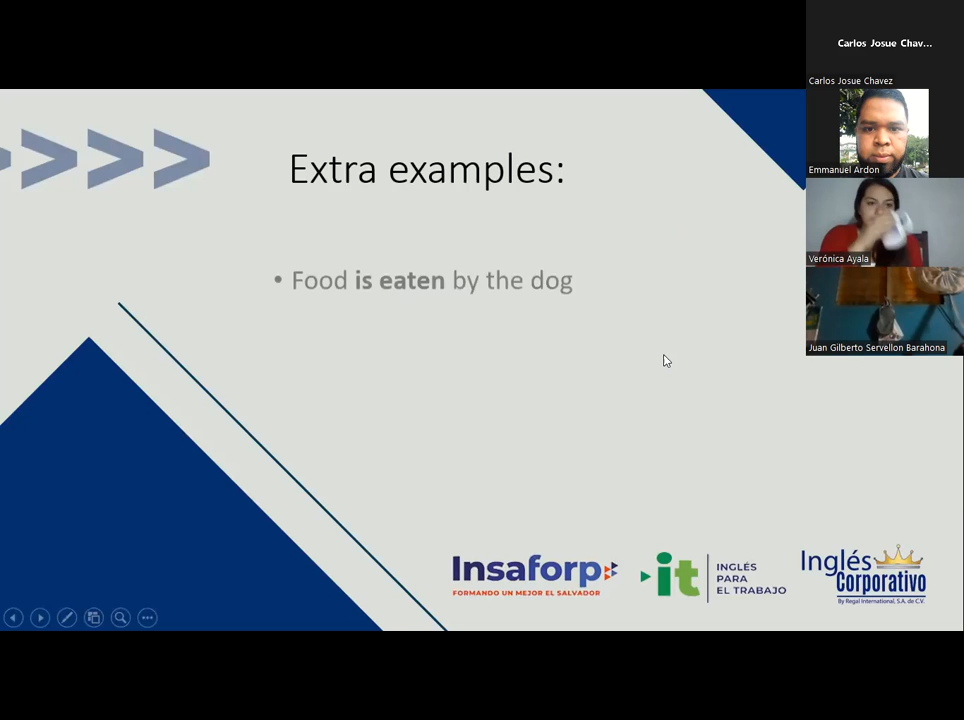 Carlos Josue Chav...
Carlos Josue Chavez
Emmanuel Ardon
Verónica Ayala
Juan Gilberto Servellon Barahona
Extra examples:
• Food is eaten by the dog
Insaforp
FORMANDO UN MEJOR EL SALVADOR
it
INGLÉS
PARA
EL TRABAJO
Inglés
Corporativo
By Regal International, S.A. de C.V.